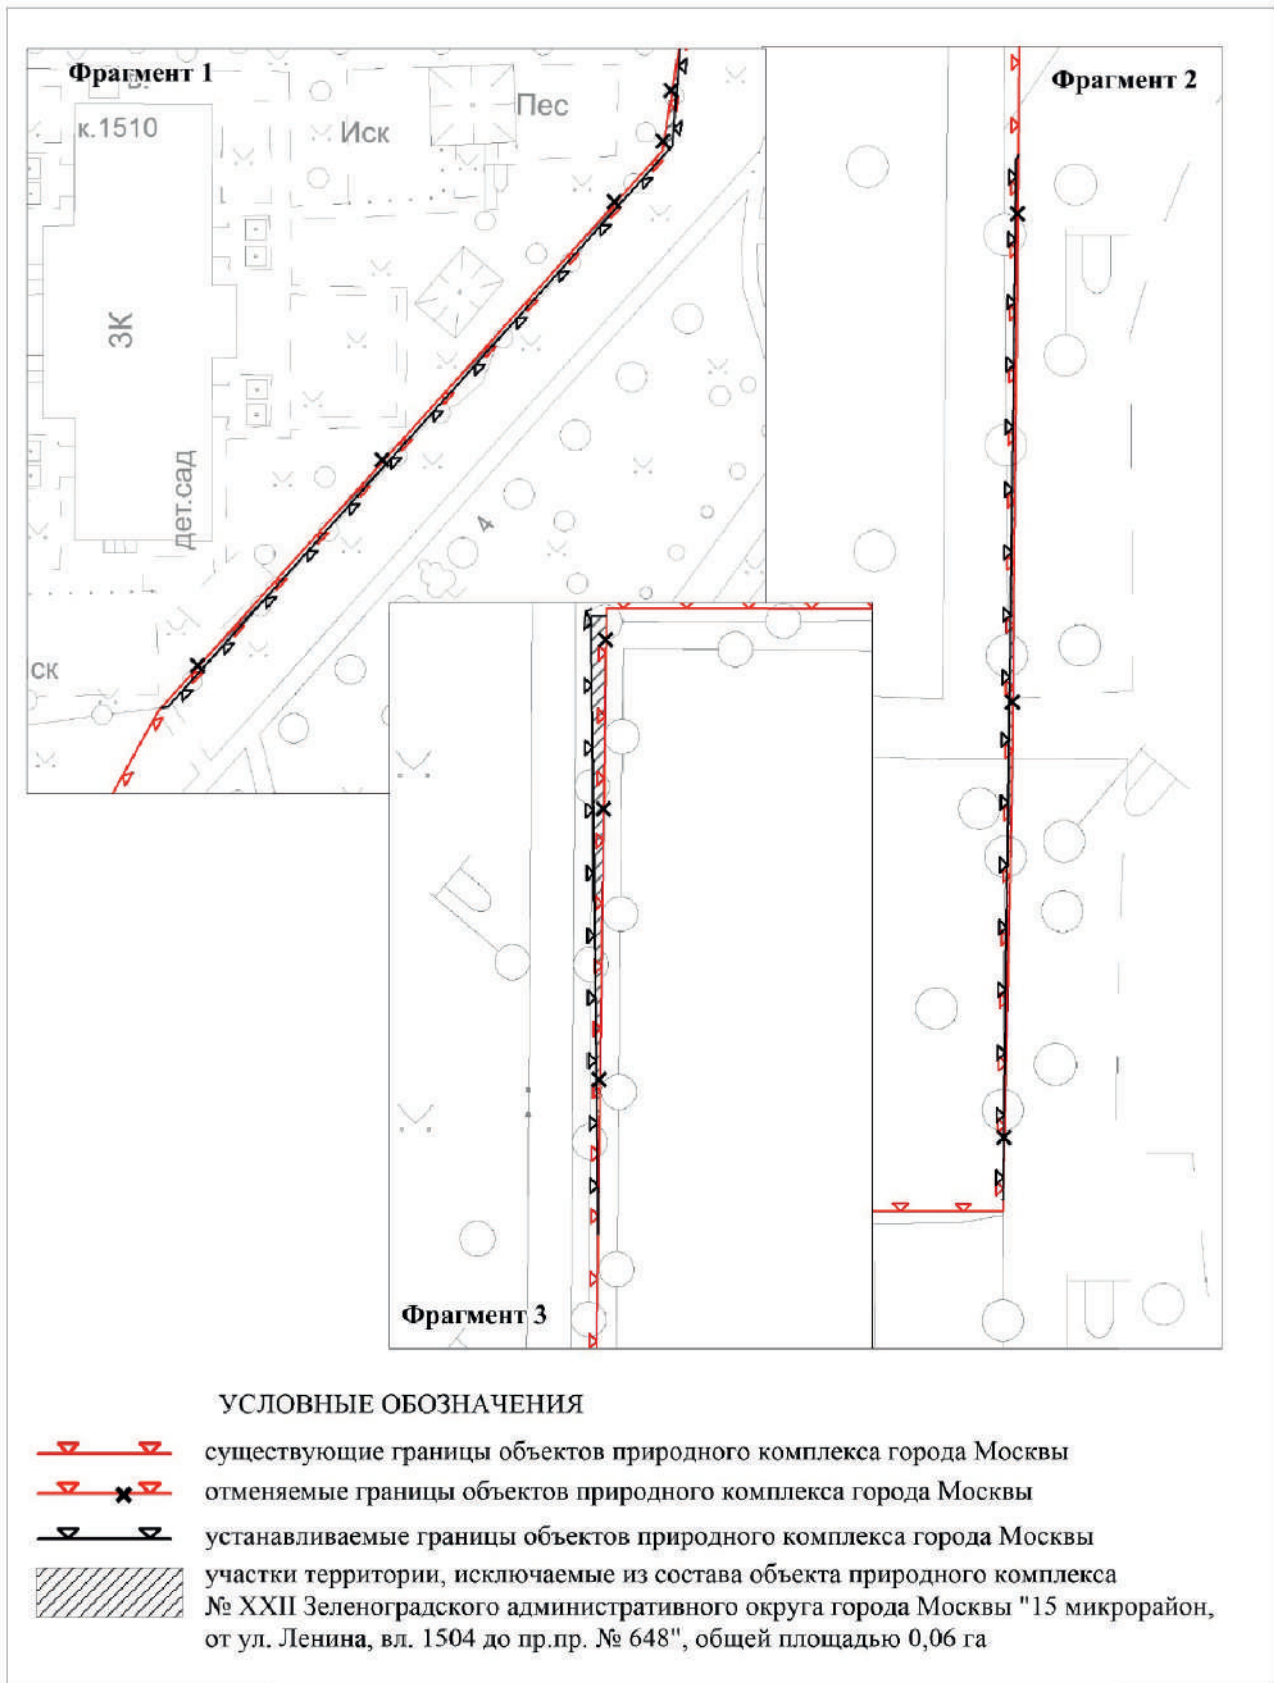 Фрагмент 1
к.1510
Иск
Пес
3К
дет.сад
4
ск
Фрагмент 2
Фрагмент 3
УСЛОВНЫЕ ОБОЗНАЧЕНИЯ
существующие границы объектов природного комплекса города Москвы
отменяемые границы объектов природного комплекса города Москвы
устанавливаемые границы объектов природного комплекса города Москвы
участки территории, исключаемые из состава объекта природного комплекса
№ XXII Зеленоградского административного округа города Москвы "15 микрорайон,
от ул. Ленина, вл. 1504 до пр.пр. № 648", общей площадью 0,06 га